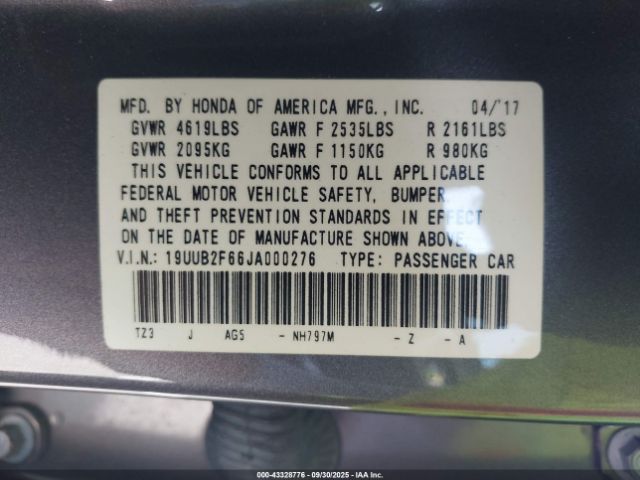 MFD. BY HONDA OF AMERICA MFG., INC. 04/'17
GVWR 4619LBS GAWR F 2535LBS R 2161LBS
GVWR 2095KG GAWR F 1150KG R 980KG
THIS VEHICLE CONFORMS TO ALL APPLICABLE
FEDERAL MOTOR VEHICLE SAFETY, BUMPER,
AND THEFT PREVENTION STANDARDS IN EFFECT
ON THE DATE OF MANUFACTURE SHOWN ABOVE.
V.I.N.: 19UUB2F66JA000276 TYPE: PASSENGER CAR
TZ3 J AG5 - NH797M - Z - A
000-43328776 | 09/30/2025 | IAA Inc.